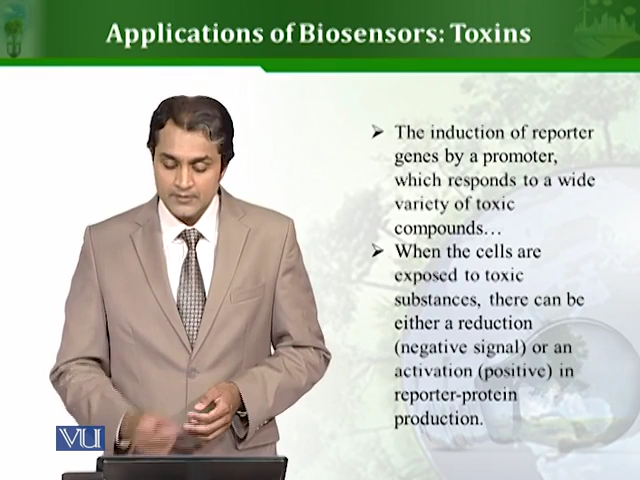 Applications of Biosensors: Toxins
➢ The induction of reporter
genes by a promoter,
which responds to a wide
variety of toxic
compounds…
➢ When the cells are
exposed to toxic
substances, there can be
either a reduction
(negative signal) or an
activation (positive) in
reporter-protein
production.
VU